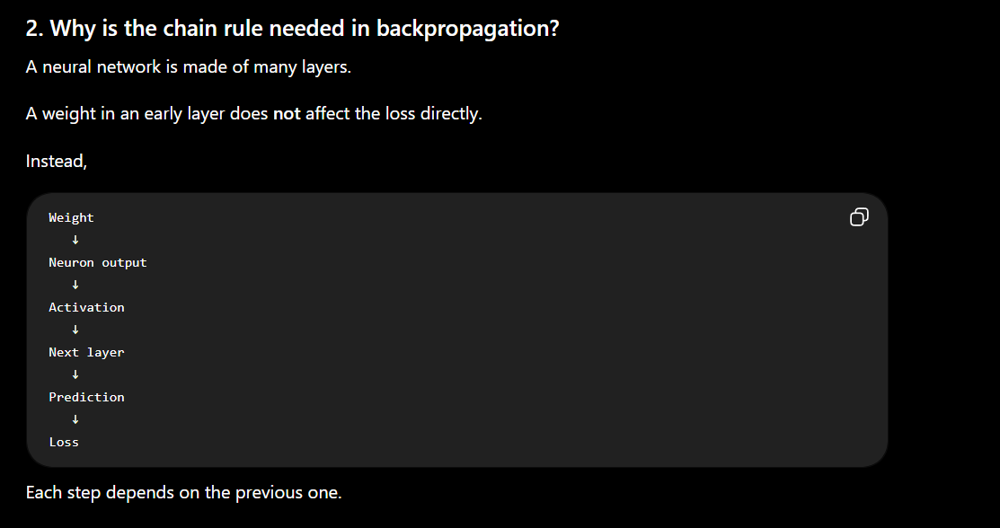 2. Why is the chain rule needed in backpropagation?
A neural network is made of many layers.
A weight in an early layer does not affect the loss directly.
Instead,
Weight
↓
Neuron output
↓
Activation
↓
Next layer
↓
Prediction
↓
Loss
Each step depends on the previous one.